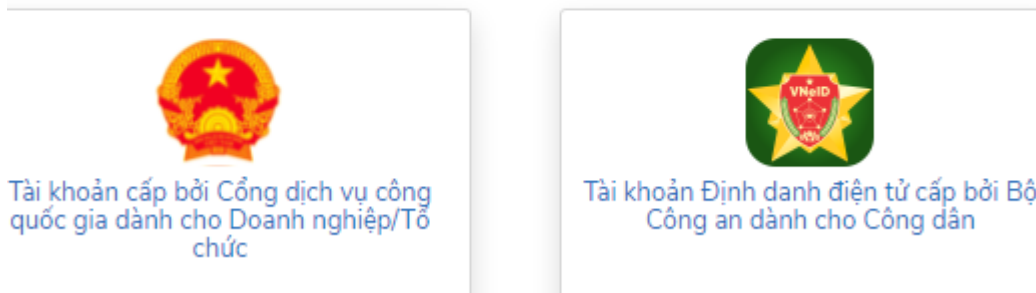 Tài khoản cấp bởi Cổng dịch vụ công
quốc gia dành cho Doanh nghiệp/Tổ
chức
VNeID
Tài khoản Định danh điện tử cấp bởi Bộ
Công an dành cho Công dân